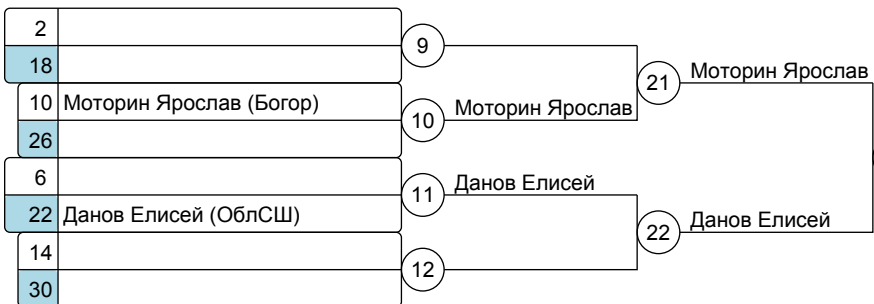 2
9
18
21 Моторин Ярослав
10 Моторин Ярослав (Богор)
10 Моторин Ярослав
26
6
11 Данов Елисей
22 Данов Елисей (ОблСШ)
22 Данов Елисей
14
12
30